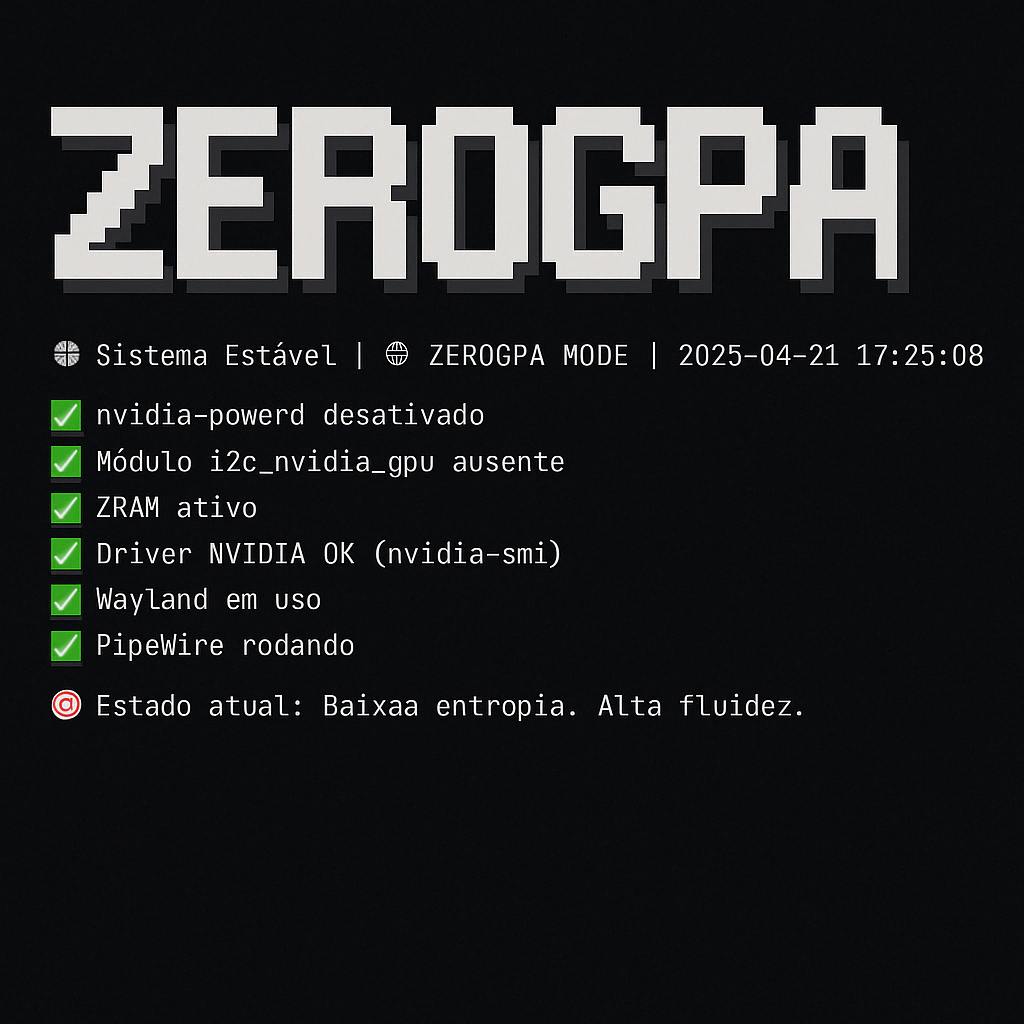 ZEROGPA
Sistema Estável | ZEROGPA MODE | 2025-04-21 17:25:08
nvidia-powerd desativado
Módulo i2c_nvidia_gpu ausente
ZRAM ativo
Driver NVIDIA OK (nvidia-smi)
Wayland em uso
PipeWire rodando
Estado atual: Baixaa entropia. Alta fluidez.